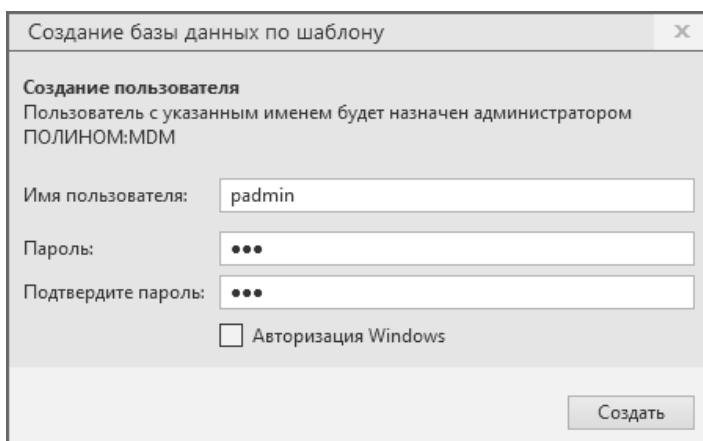 Создание базы данных по шаблону
Создание пользователя
Пользователь с указанным именем будет назначен администратором
ПОЛИНОМ:MDM
Имя пользователя: padmin
Пароль: •••
Подтвердите пароль: •••
Авторизация Windows
Создать